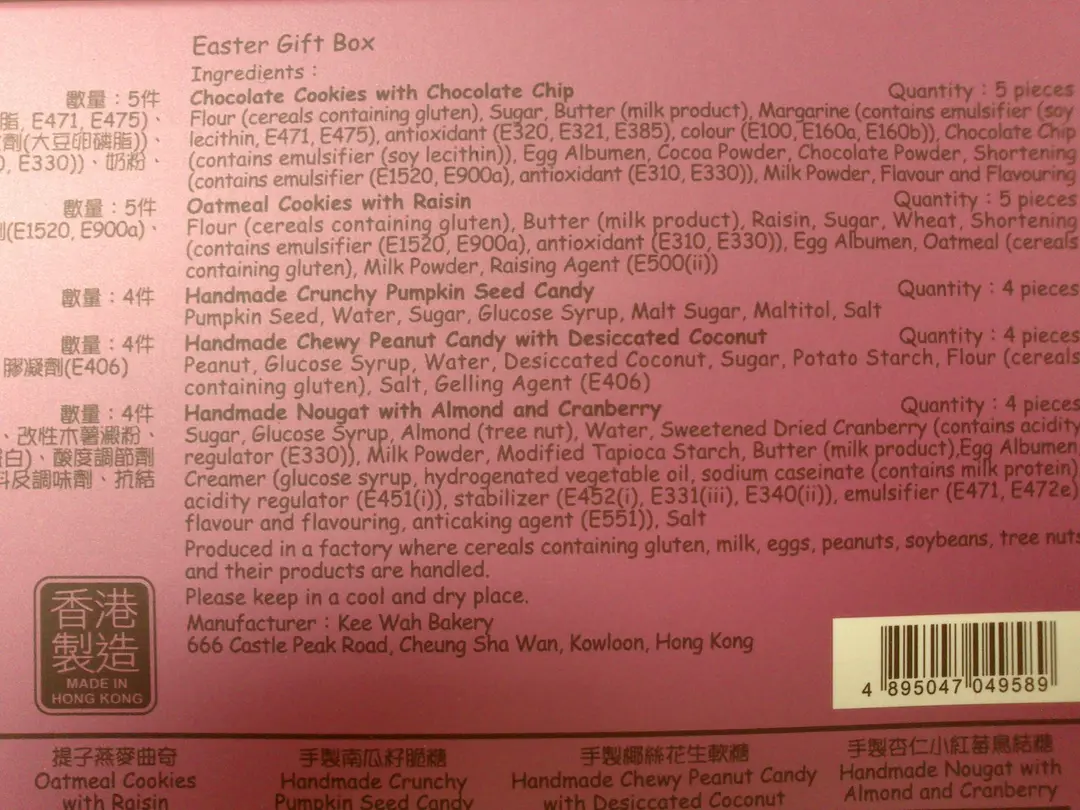 Easter Gift Box
Ingredients :
數量：5件
Chocolate Cookies with Chocolate Chip Quantity : 5 pieces
脂, E471, E475)、
Flour (cereals containing gluten), Sugar, Butter (milk product), Margarine (contains emulsifier (soy
劑(大豆卵磷脂))、
lecithin, E471, E475), antioxidant (E320, E321, E385), colour (E100, E160a, E160b)), Chocolate Chip
, E330))、奶粉、
(contains emulsifier (soy lecithin)), Egg Albumen, Cocoa Powder, Chocolate Powder, Shortening
(contains emulsifier (E1520, E900a), antioxidant (E310, E330)), Milk Powder, Flavour and Flavouring
數量：5件
Oatmeal Cookies with Raisin Quantity : 5 pieces
(E1520, E900a)、
Flour (cereals containing gluten), Butter (milk product), Raisin, Sugar, Wheat, Shortening
(contains emulsifier (E1520, E900a), antioxidant (E310, E330)), Egg Albumen, Oatmeal (cereals
containing gluten), Milk Powder, Raising Agent (E500(ii))
數量：4件
Handmade Crunchy Pumpkin Seed Candy Quantity : 4 pieces
Pumpkin Seed, Water, Sugar, Glucose Syrup, Malt Sugar, Maltitol, Salt
數量：4件
Handmade Chewy Peanut Candy with Desiccated Coconut Quantity : 4 pieces
膠凝劑(E406)
Peanut, Glucose Syrup, Water, Desiccated Coconut, Sugar, Potato Starch, Flour (cereals
containing gluten), Salt, Gelling Agent (E406)
數量：4件
Handmade Nougat with Almond and Cranberry Quantity : 4 pieces
、改性木薯澱粉、
Sugar, Glucose Syrup, Almond (tree nut), Water, Sweetened Dried Cranberry (contains acidity
蛋白)、酸度調節劑
regulator (E330)), Milk Powder, Modified Tapioca Starch, Butter (milk product),Egg Albumen,
料及調味劑、抗結
Creamer (glucose syrup, hydrogenated vegetable oil, sodium caseinate (contains milk protein)
acidity regulator (E451(i)), stabilizer (E452(i), E331(iii), E340(ii)), emulsifier (E471, E472e)
flavour and flavouring, anticaking agent (E551)), Salt
Produced in a factory where cereals containing gluten, milk, eggs, peanuts, soybeans, tree nuts
and their products are handled.
Please keep in a cool and dry place.
Manufacturer : Kee Wah Bakery
666 Castle Peak Road, Cheung Sha Wan, Kowloon, Hong Kong
香港
製造
MADE IN
HONG KONG
4 895047 049589
提子燕麥曲奇
Oatmeal Cookies
with Raisin
手製南瓜籽脆糖
Handmade Crunchy
Pumpkin Seed Candy
手製椰絲花生軟糖
Handmade Chewy Peanut Candy
with Desiccated Coconut
手製杏仁小紅莓鳥結糖
Handmade Nougat with
Almond and Cranberry